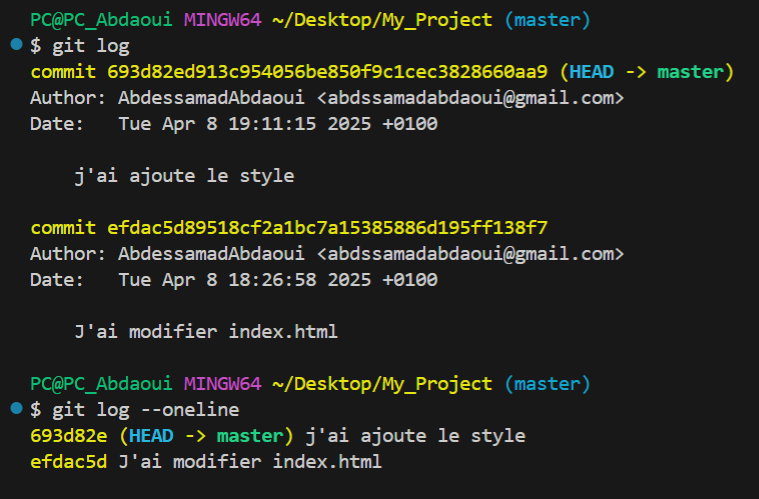 PC@PC_Abdaoui MINGW64 ~/Desktop/My_Project (master)
$ git log
commit 693d82ed913c954056be850f9c1cec3828660aa9 (HEAD -> master)
Author: AbdessamadAbdaoui <abdssamadabdaoui@gmail.com>
Date:   Tue Apr 8 19:11:15 2025 +0100
j'ai ajoute le style
commit efdac5d89518cf2a1bc7a15385886d195ff138f7
Author: AbdessamadAbdaoui <abdssamadabdaoui@gmail.com>
Date:   Tue Apr 8 18:26:58 2025 +0100
J'ai modifier index.html
PC@PC_Abdaoui MINGW64 ~/Desktop/My_Project (master)
$ git log --oneline
693d82e (HEAD -> master) j'ai ajoute le style
efdac5d J'ai modifier index.html